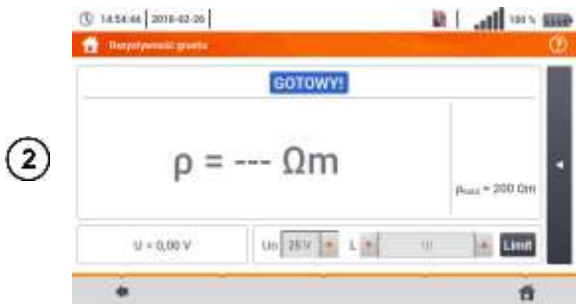 14:54:44 2018-02-26 100 %
Rezystywność gruntu
GOTOWY!
2
ρ = --- Ωm
= 200 Ωm
U = 0,00 V
Un 25 V
L
10
Limit